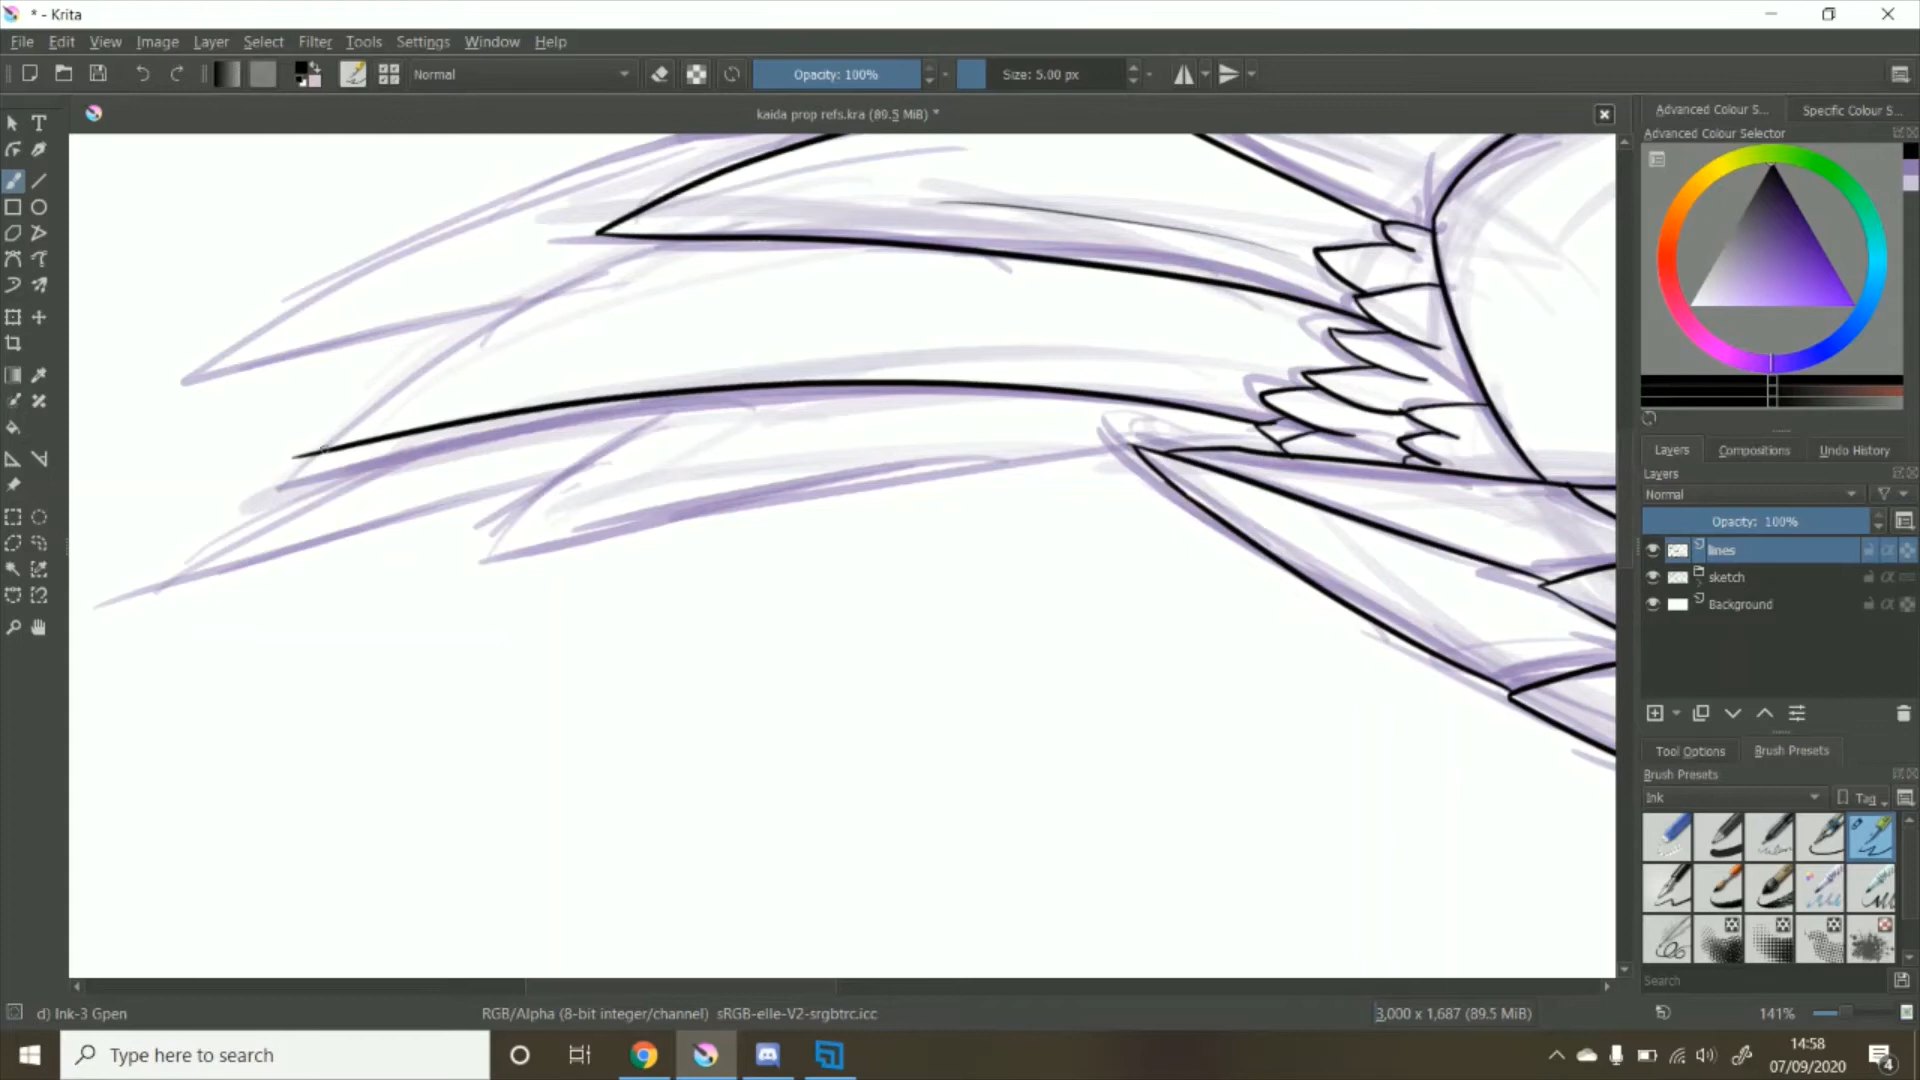 * - Krita
File Edit View Image Layer Select Filter Tools Settings Window Help
Normal Opacity: 100% Size: 5.00 px
kaida prop refs.kra (89.5 MiB) *
Advanced Colour S... Specific Colour S...
Advanced Colour Selector
Layers Compositions Undo History
Layers
Normal
Opacity: 100%
lines
sketch
Background
Tool Options Brush Presets
Brush Presets
Ink Tag
Search
d) Ink-3 Gpen RGB/Alpha (8-bit integer/channel) sRGB-elle-V2-srgbtrc.icc 3,000 x 1,687 (89.5 MiB) 141%
Type here to search
14:58
07/09/2020
4